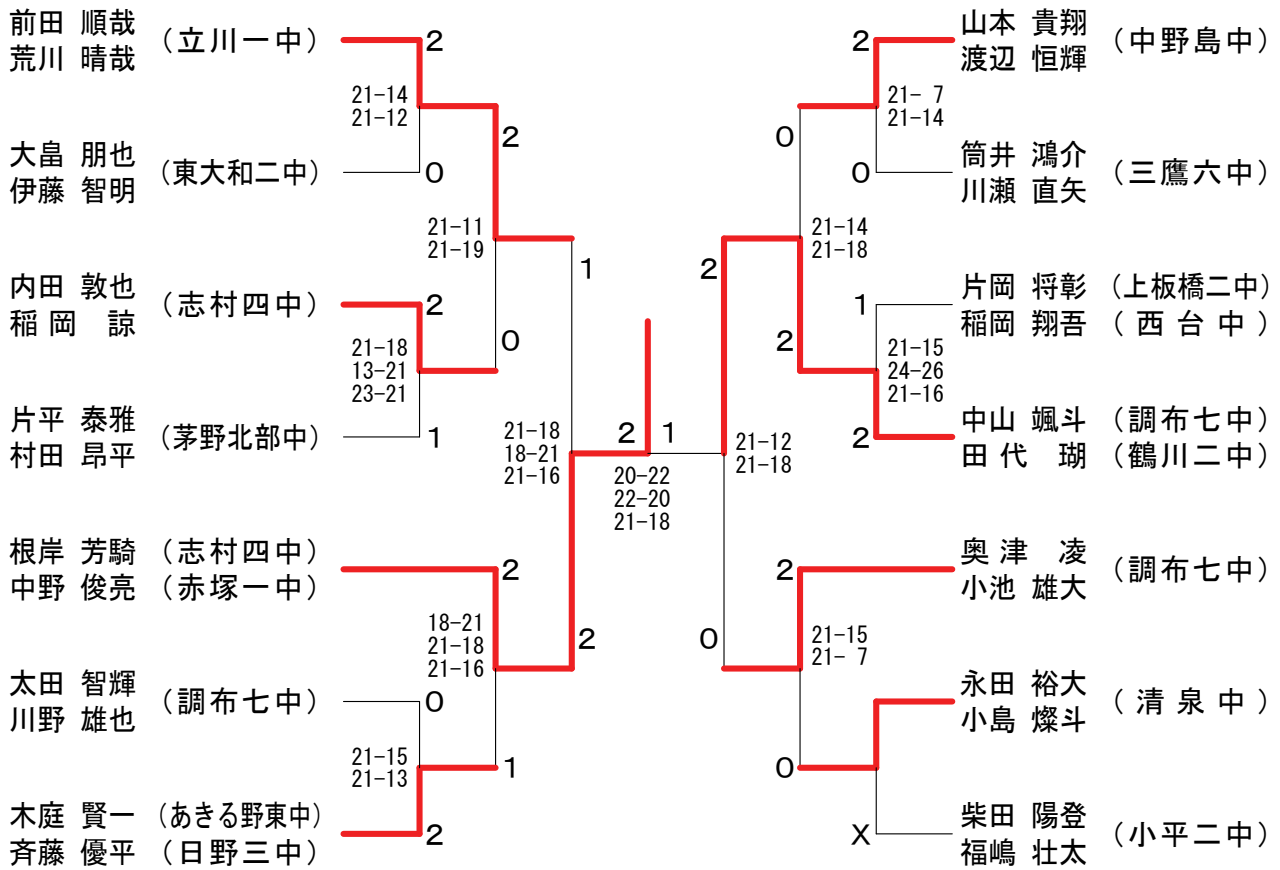 前田 順哉
荒川 晴哉
(立川一中)
2
21-14
21-12
大畠 朋也
伊藤 智明
(東大和二中)
0
2
21-11
21-19
内田 敦也
稲岡 諒
(志村四中)
2
21-18
13-21
23-21
0
片平 泰雅
村田 昂平
(茅野北部中)
1
1
21-18
18-21
21-16
根岸 芳騎
中野 俊亮
(志村四中)
(赤塚一中)
2
18-21
21-18
21-16
2
太田 智輝
川野 雄也
(調布七中)
0
21-15
21-13
1
木庭 賢一
斉藤 優平
(あきる野東中)
(日野三中)
2
2
1
20-22
22-20
21-18
山本 貴翔
渡辺 恒輝
(中野島中)
2
21- 7
21-14
0
筒井 鴻介
川瀬 直矢
(三鷹六中)
0
21-14
21-18
2
片岡 将彰
稲岡 翔吾
(上板橋二中)
(西台中)
1
21-15
24-26
21-16
2
中山 颯斗
田代 瑚
(調布七中)
(鶴川二中)
2
21-12
21-18
奥津 凌
小池 雄大
(調布七中)
2
21-15
21- 7
0
永田 裕大
小島 燦斗
(清泉中)
0
柴田 陽登
福嶋 壮太
(小平二中)
X